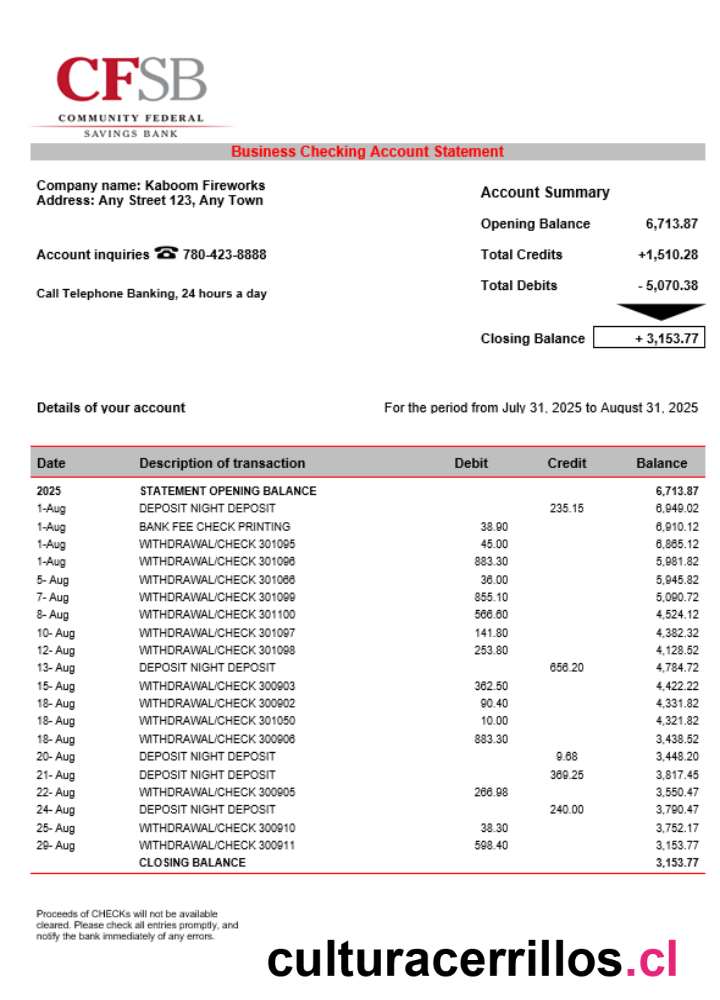 CFSB
COMMUNITY FEDERAL
SAVINGS BANK
Business Checking Account Statement
Company name: Kaboom Fireworks
Address: Any Street 123, Any Town
Account inquiries ☎ 780-423-8888
Call Telephone Banking, 24 hours a day
Account Summary
Opening Balance 6,713.87
Total Credits +1,510.28
Total Debits - 5,070.38
Closing Balance + 3,153.77
Details of your account For the period from July 31, 2025 to August 31, 2025
Date Description of transaction Debit Credit Balance
2025 STATEMENT OPENING BALANCE 6,713.87
1-Aug DEPOSIT NIGHT DEPOSIT 235.15 6,949.02
1-Aug BANK FEE CHECK PRINTING 38.90 6,910.12
1-Aug WITHDRAWAL/CHECK 301095 45.00 6,865.12
1-Aug WITHDRAWAL/CHECK 301096 883.30 5,981.82
5- Aug WITHDRAWAL/CHECK 301066 36.00 5,945.82
7- Aug WITHDRAWAL/CHECK 301099 855.10 5,090.72
8- Aug WITHDRAWAL/CHECK 301100 566.60 4,524.12
10- Aug WITHDRAWAL/CHECK 301097 141.80 4,382.32
12- Aug WITHDRAWAL/CHECK 301098 253.80 4,128.52
13- Aug DEPOSIT NIGHT DEPOSIT 656.20 4,784.72
15- Aug WITHDRAWAL/CHECK 300903 362.50 4,422.22
18- Aug WITHDRAWAL/CHECK 300902 90.40 4,331.82
18- Aug WITHDRAWAL/CHECK 301050 10.00 4,321.82
18- Aug WITHDRAWAL/CHECK 300906 883.30 3,438.52
20- Aug DEPOSIT NIGHT DEPOSIT 9.68 3,448.20
21- Aug DEPOSIT NIGHT DEPOSIT 369.25 3,817.45
22- Aug WITHDRAWAL/CHECK 300905 266.98 3,550.47
24- Aug DEPOSIT NIGHT DEPOSIT 240.00 3,790.47
25- Aug WITHDRAWAL/CHECK 300910 38.30 3,752.17
29- Aug WITHDRAWAL/CHECK 300911 598.40 3,153.77
CLOSING BALANCE 3,153.77
Proceeds of CHECKs will not be available
cleared. Please check all entries promptly, and
notify the bank immediately of any errors.
culturacerrillos.cl